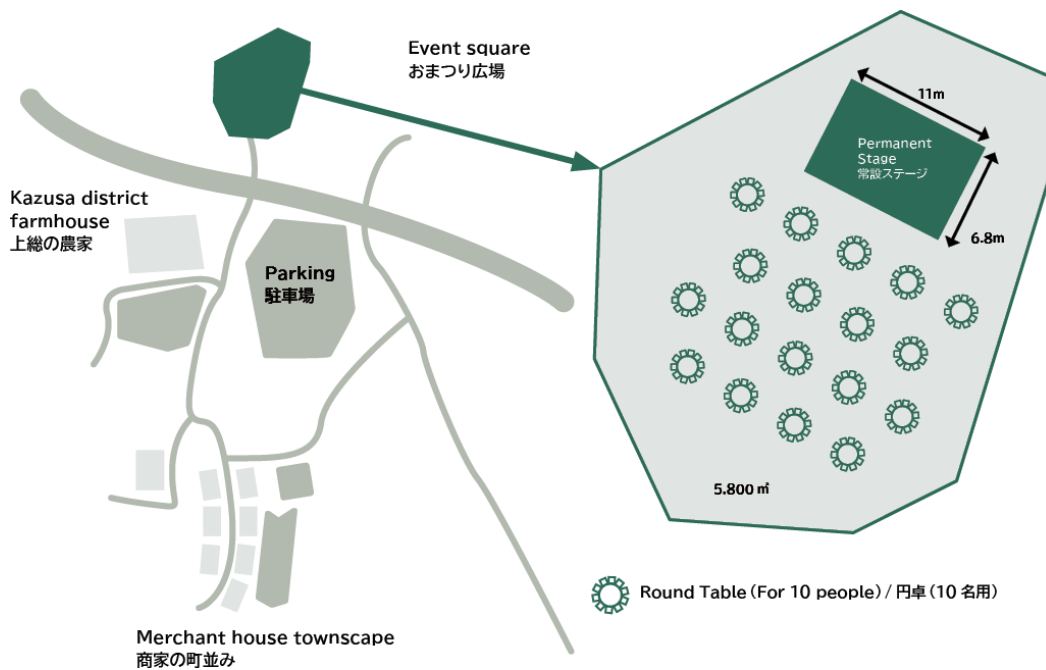 Event square
おまつり広場
11m
Permanent
Stage
常設ステージ
6.8m
Kazusa district
farmhouse
上総の農家
Parking
駐車場
5.800㎡
Round Table (For 10 people) / 円卓 (10 名用)
Merchant house townscape
商家の町並み